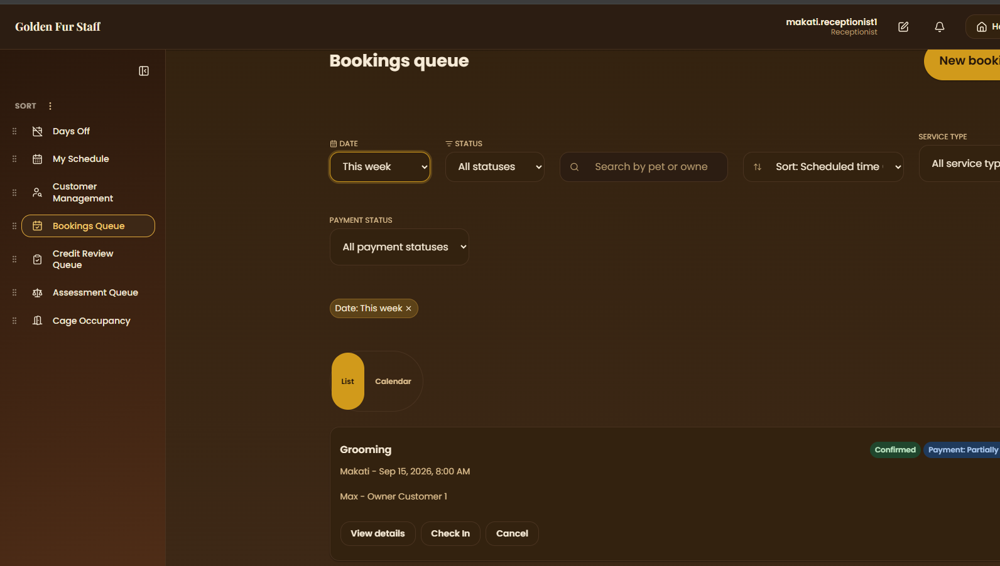 Golden Fur Staff
makati.receptionist1
Receptionist
SORT
Days Off
My Schedule
Customer
Management
Bookings Queue
Credit Review
Queue
Assessment Queue
Cage Occupancy
Bookings queue
New
DATE
This week
STATUS
All statuses
Search by pet or owne
Sort: Scheduled time
SERVICE TYPE
All service
PAYMENT STATUS
All payment statuses
Date: This week ×
List
Calendar
Grooming
Confirmed
Payment: Partially
Makati - Sep 15, 2026, 8:00 AM
Max - Owner Customer 1
View details
Check In
Cancel